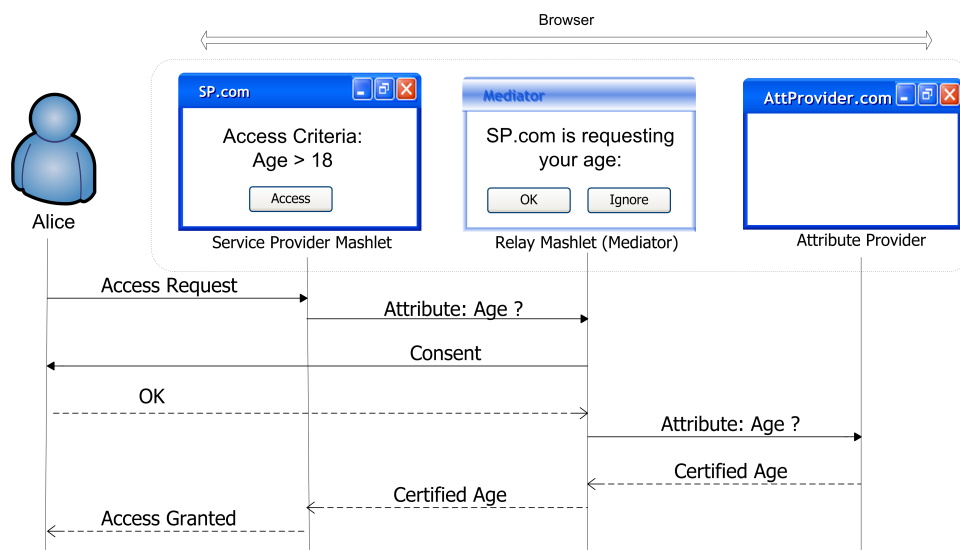 Browser
SP.com
Access Criteria:
Age > 18
Access
Mediator
SP.com is requesting
your age:
OK
Ignore
AttProvider.com
Alice
Service Provider Mashlet
Relay Mashlet (Mediator)
Attribute Provider
Access Request
Attribute: Age ?
Consent
OK
Attribute: Age ?
Certified Age
Certified Age
Access Granted